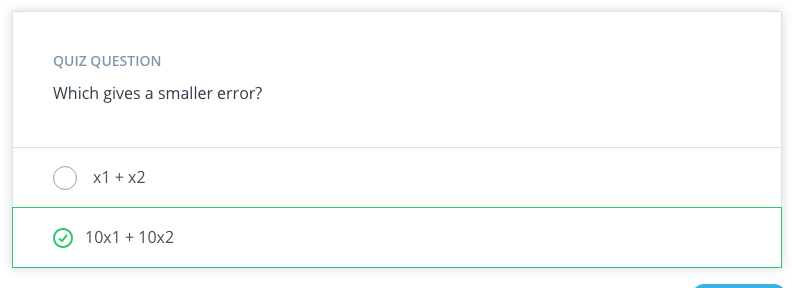 QUIZ QUESTION
Which gives a smaller error?
x1 + x2
10x1 + 10x2